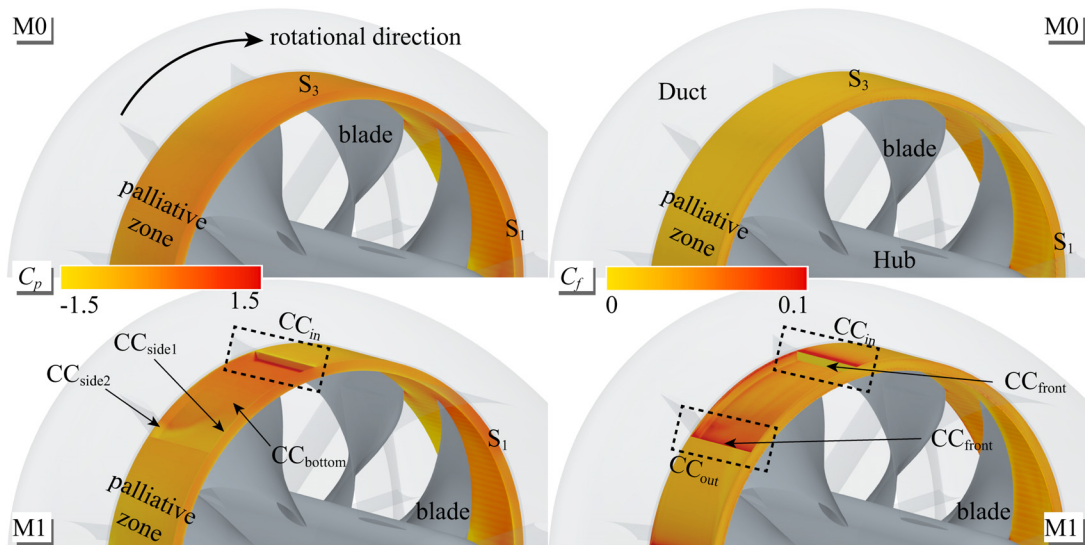 M0
rotational direction
S3
blade
palliative
zone
S1
Cp
-1.5
1.5
M0
Duct
S3
blade
palliative
zone
S1
Hub
Cf
0
0.1
CCin
CCside1
CCside2
S1
CCbottom
palliative
zone
blade
M1
CCin
CCfront
CCfront
CCout
blade
M1